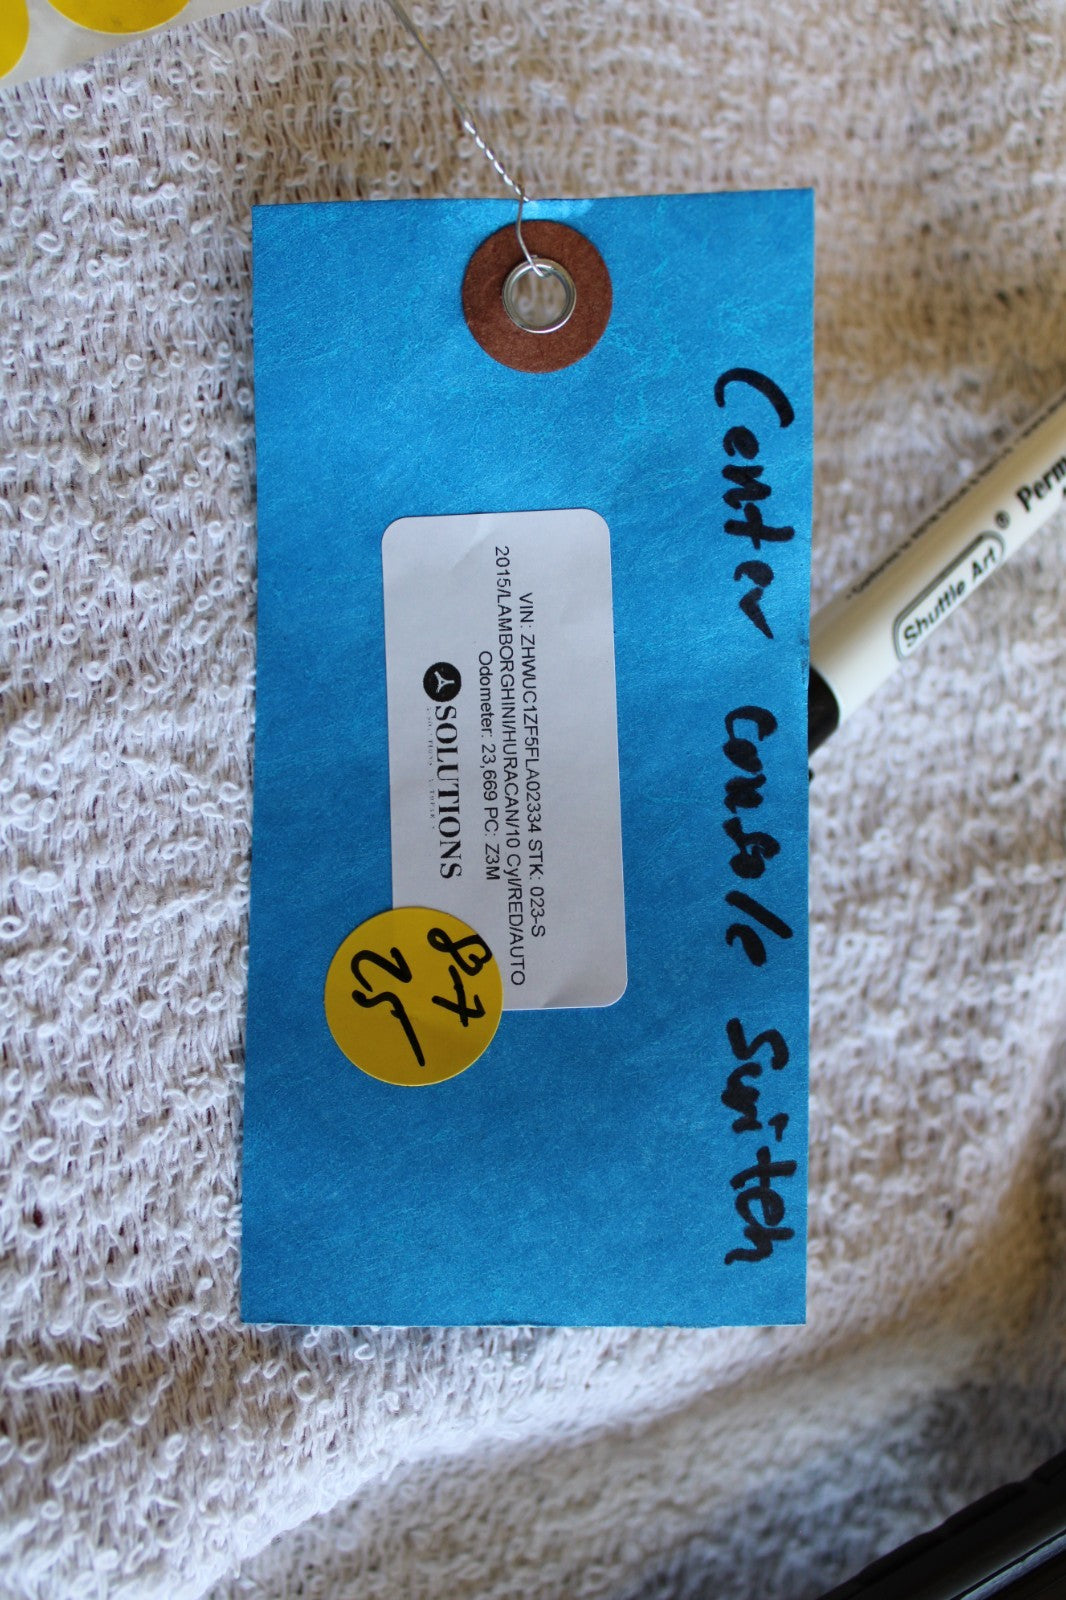 Center console Switch
VIN: ZHWUC1ZF5FLA02334 STK: 023-S
2015/LAMBORGHINI/HURACAN/10 Cyl/RED/AUTO
Odometer: 23,669 PC: Z3M
SOLUTIONS
25
Shuttle Art®